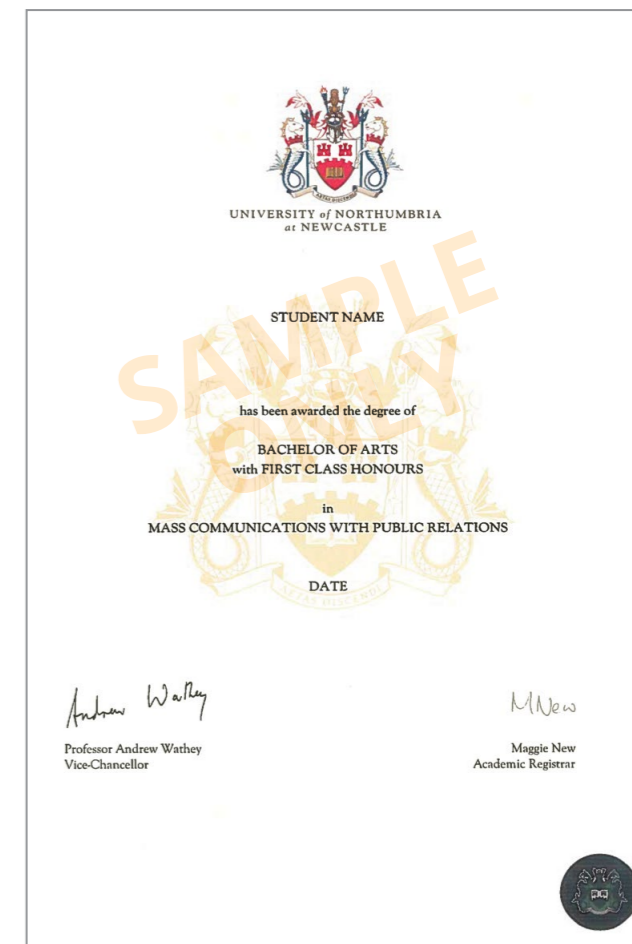 UNIVERSITY of NORTHUMBRIA
at NEWCASTLE
SAMPLE
ONLY
STUDENT NAME
has been awarded the degree of
BACHELOR OF ARTS
with FIRST CLASS HONOURS
in
MASS COMMUNICATIONS WITH PUBLIC RELATIONS
DATE
AETAS DISCENDI
Andrew Wathey
Professor Andrew Wathey
Vice-Chancellor
MNew
Maggie New
Academic Registrar